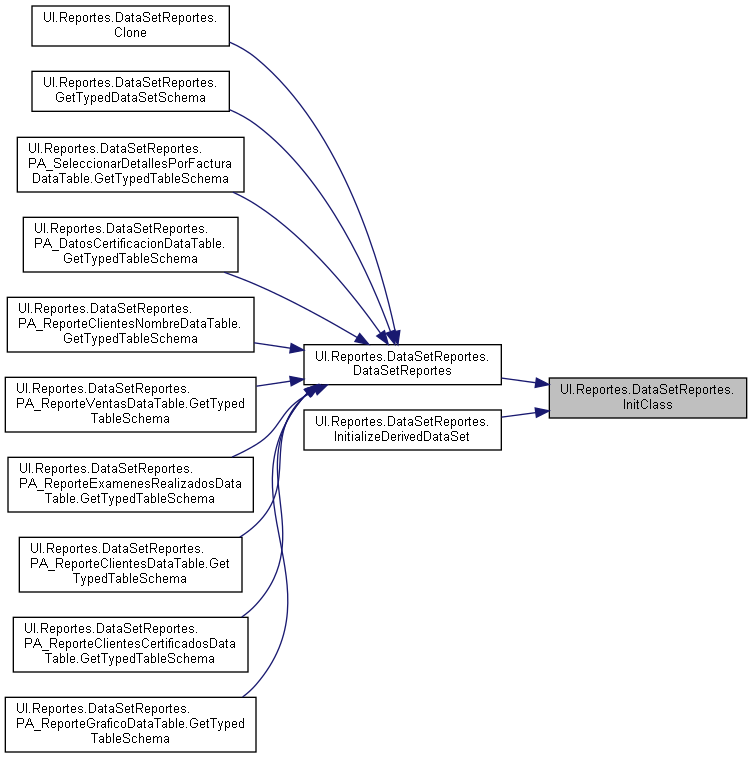 UI.Reportes.DataSetReportes.
Clone
UI.Reportes.DataSetReportes.
GetTypedDataSetSchema
UI.Reportes.DataSetReportes.
PA_SeleccionarDetallesPorFactura
DataTable.GetTypedTableSchema
UI.Reportes.DataSetReportes.
PA_DatosCertificacionDataTable.
GetTypedTableSchema
UI.Reportes.DataSetReportes.
PA_ReporteClientesNombreDataTable.
GetTypedTableSchema
UI.Reportes.DataSetReportes.
PA_ReporteVentasDataTable.GetTyped
TableSchema
UI.Reportes.DataSetReportes.
PA_ReporteExamenesRealizadosData
Table.GetTypedTableSchema
UI.Reportes.DataSetReportes.
PA_ReporteClientesDataTable.Get
TypedTableSchema
UI.Reportes.DataSetReportes.
PA_ReporteClientesCertificadosData
Table.GetTypedTableSchema
UI.Reportes.DataSetReportes.
PA_ReporteGraficoDataTable.GetTyped
TableSchema
UI.Reportes.DataSetReportes.
DataSetReportes
UI.Reportes.DataSetReportes.
InitializeDerivedDataSet
UI.Reportes.DataSetReportes.
InitClass